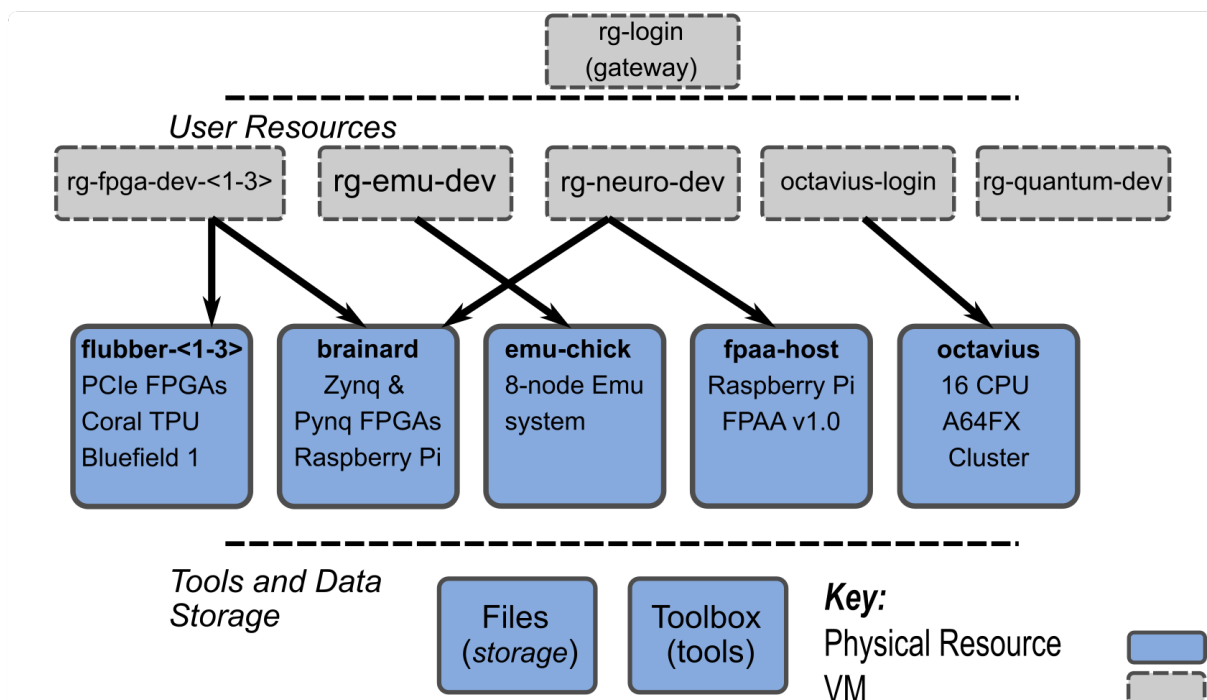 rg-login
(gateway)
User Resources
rg-fpga-dev-<1-3>
rg-emu-dev
rg-neuro-dev
octavius-login
rg-quantum-dev
flubber-<1-3>
PCIe FPGAs
Coral TPU
Bluefield 1
brainard
Zynq &
Pynq FPGAs
Raspberry Pi
emu-chick
8-node Emu
system
fpaa-host
Raspberry Pi
FPAA v1.0
octavius
16 CPU
A64FX
Cluster
Tools and Data
Storage
Files
(storage)
Toolbox
(tools)
Key:
Physical Resource
VM